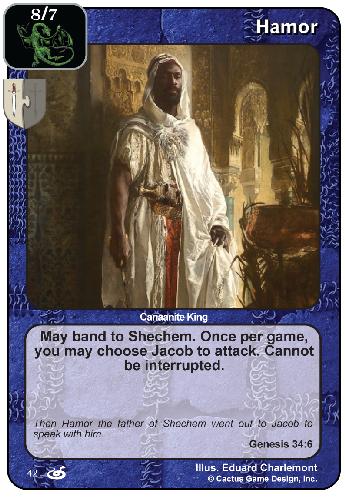 8/7
Hamor
Canaanite King
May band to Shechem. Once per game,
you may choose Jacob to attack. Cannot
be interrupted.
Then Hamor the father of Shechem went out to Jacob to
speak with him.
Genesis 34:6
42
Illus. Eduard Charlemont
© Cactus Game Design, Inc.